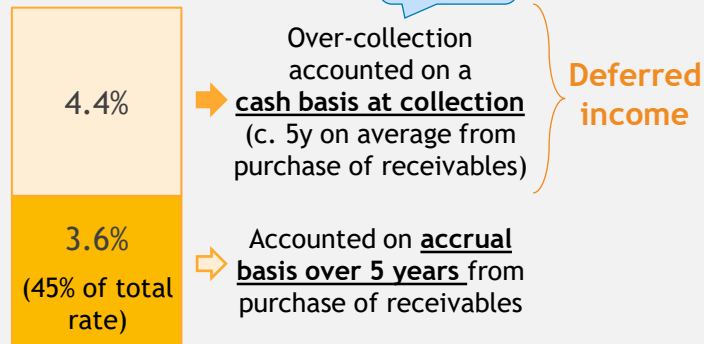 4.4%
Over-collection
accounted on a
cash basis at collection
(c. 5y on average from
purchase of receivables)
Deferred
income
3.6%
(45% of total
rate)
Accounted on accrual
basis over 5 years from
purchase of receivables